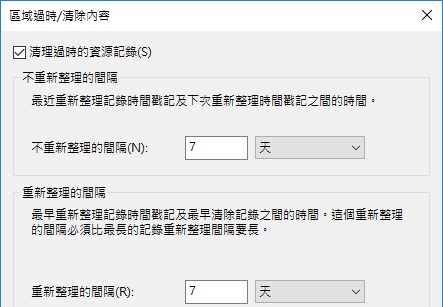 區域過時/清除內容
清理過時的資源記錄(S)
不重新整理的間隔
最近重新整理記錄時間戳記及下次重新整理時間戳記之間的時間。
不重新整理的間隔(N):
7
天
重新整理的間隔
最早重新整理記錄時間戳記及最早清除記錄之間的時間。這個重新整理
的間隔必須比最長的記錄重新整理間隔要長。
重新整理的間隔(R):
7
天